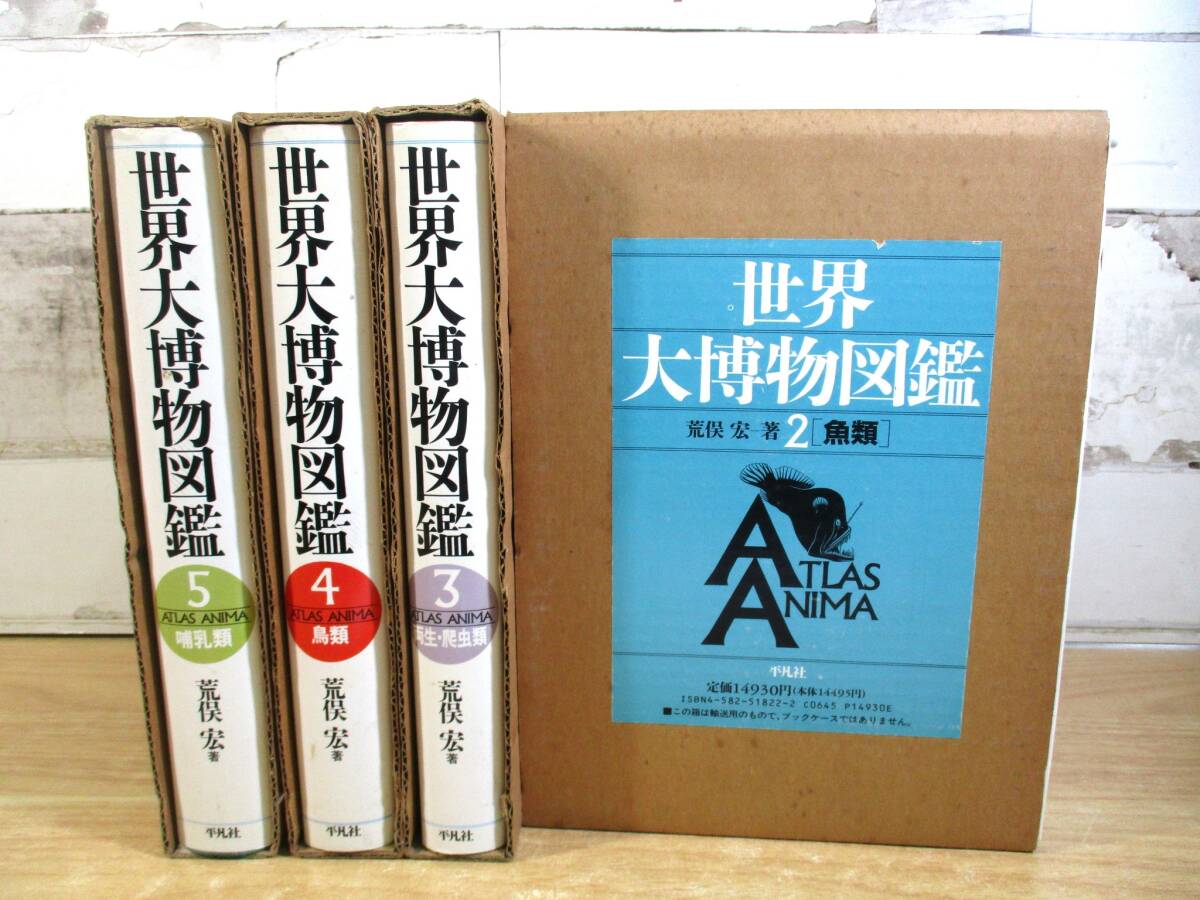 世界大博物図鑑
5
ATLAS ANIMA
哺乳類
荒俣 宏 著
平凡社
世界大博物図鑑
4
ATLAS ANIMA
鳥類
荒俣 宏 著
平凡社
世界大博物図鑑
3
ATLAS ANIMA
両生・爬虫類
荒俣 宏 著
平凡社
世界
大博物図鑑
荒俣 宏 著 2[魚類]
ATLAS
ANIMA
平凡社
定価14930円(本体14495円)
ISBN4-582-51822-2 C0645 P14930E
■この箱は輸送用のもので、ブックケースではありません。